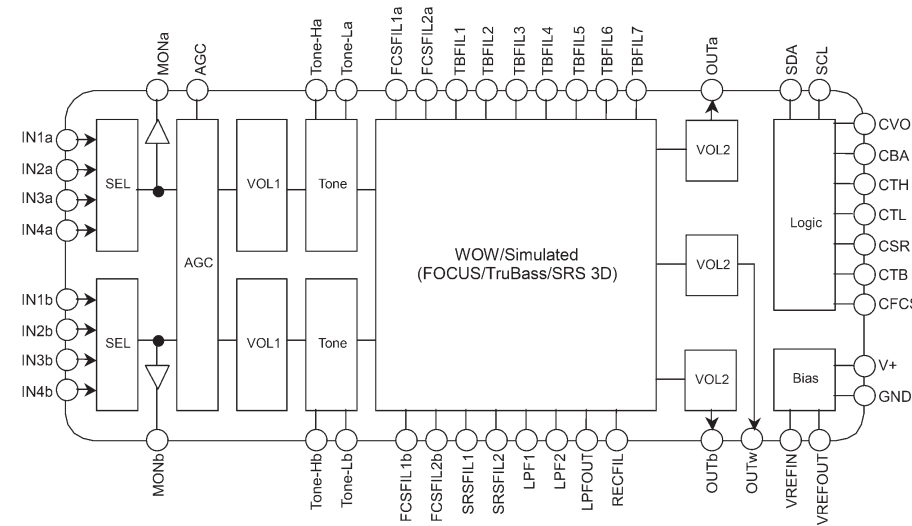 MONa
AGC
Tone-Ha
Tone-La
FCSFIL1a
FCSFIL2a
TBFIL1
TBFIL2
TBFIL3
TBFIL4
TBFIL5
TBFIL6
TBFIL7
OUTa
SDA
SCL
IN1a
IN2a
IN3a
IN4a
IN1b
IN2b
IN3b
IN4b
SEL
SEL
AGC
VOL1
VOL1
Tone
Tone
WOW/Simulated
(FOCUS/TruBass/SRS 3D)
VOL2
VOL2
VOL2
Logic
Bias
CVO
CBA
CTH
CTL
CSR
CTB
CFCS
V+
GND
MONb
Tone-Hb
Tone-Lb
FCSFIL1b
FCSFIL2b
SRSFIL1
SRSFIL2
LPF1
LPF2
LPFOUT
RECFIL
OUTb
OUTw
VREFIN
VREFOUT